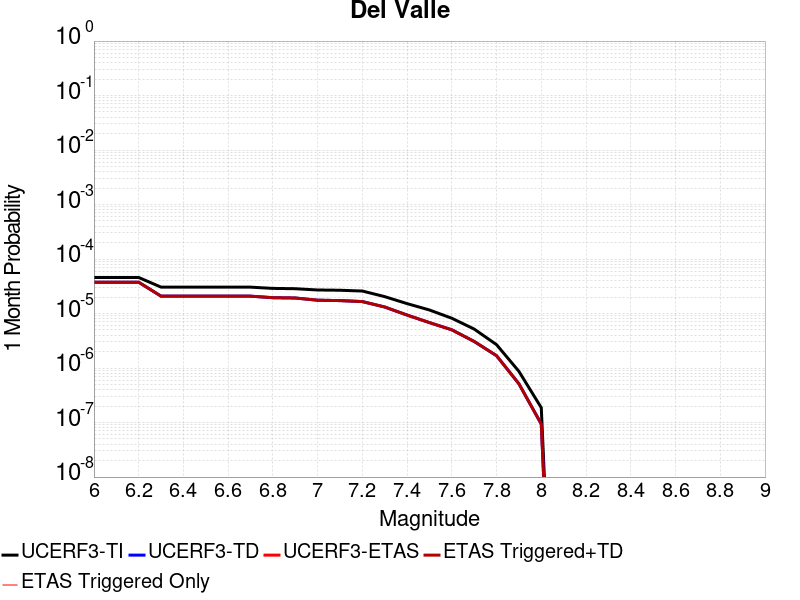 Del Valle
1 Month Probability
10^0
10^-1
10^-2
10^-3
10^-4
10^-5
10^-6
10^-7
10^-8
6 6.2 6.4 6.6 6.8 7 7.2 7.4 7.6 7.8 8 8.2 8.4 8.6 8.8 9
Magnitude
UCERF3-TI UCERF3-TD UCERF3-ETAS ETAS Triggered+TD
ETAS Triggered Only